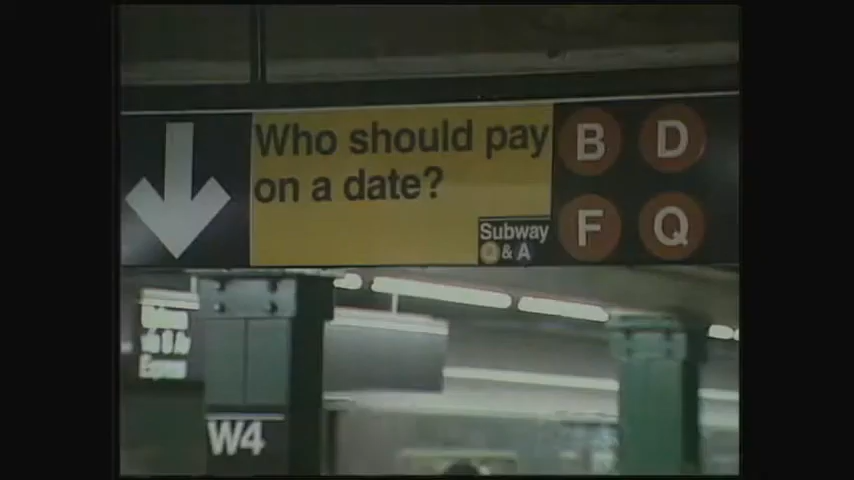 Who should pay
on a date?
Subway
Q & A
B D
F Q
W4